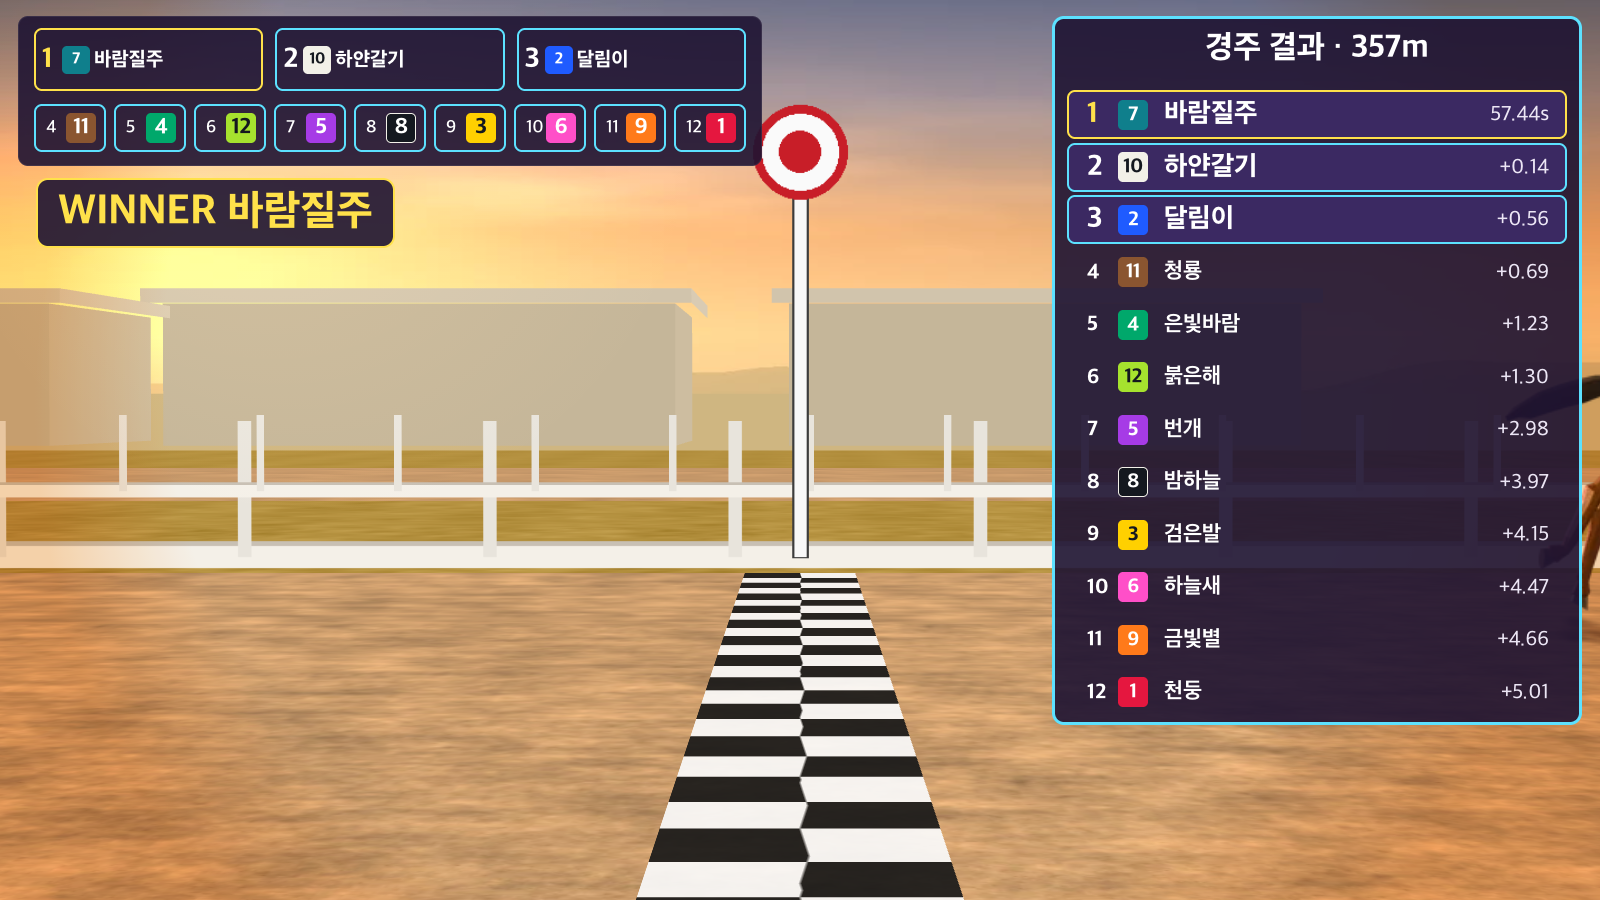 1 7 바람질주 2 10 하얀갈기 3 2 달림이
4 11 5 4 6 12 7 5 8 8 9 3 10 6 11 9 12 1
WINNER 바람질주
경주 결과 · 357m
1 7 바람질주 57.44s
2 10 하얀갈기 +0.14
3 2 달림이 +0.56
4 11 청룡 +0.69
5 4 은빛바람 +1.23
6 12 붉은해 +1.30
7 5 번개 +2.98
8 8 밤하늘 +3.97
9 3 검은발 +4.15
10 6 하늘새 +4.47
11 9 금빛별 +4.66
12 1 천둥 +5.01